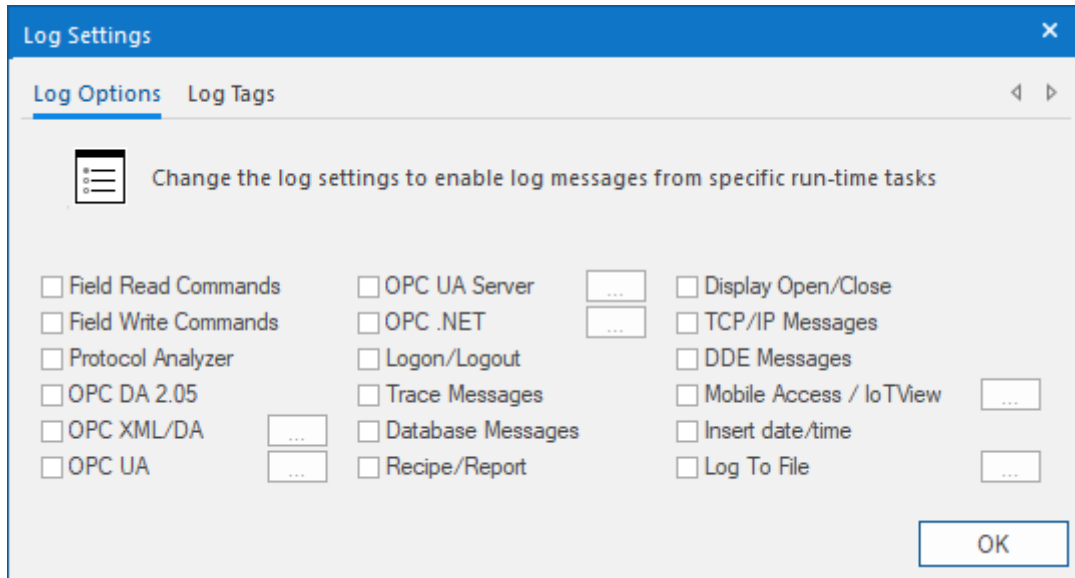 Log Settings
Log Options Log Tags
Change the log settings to enable log messages from specific run-time tasks
Field Read Commands OPC UA Server ... Display Open/Close
Field Write Commands OPC .NET ... TCP/IP Messages
Protocol Analyzer Logon/Logout DDE Messages
OPC DA 2.05 Trace Messages Mobile Access / IoTView ...
OPC XML/DA ... Database Messages Insert date/time
OPC UA ... Recipe/Report Log To File ...
OK